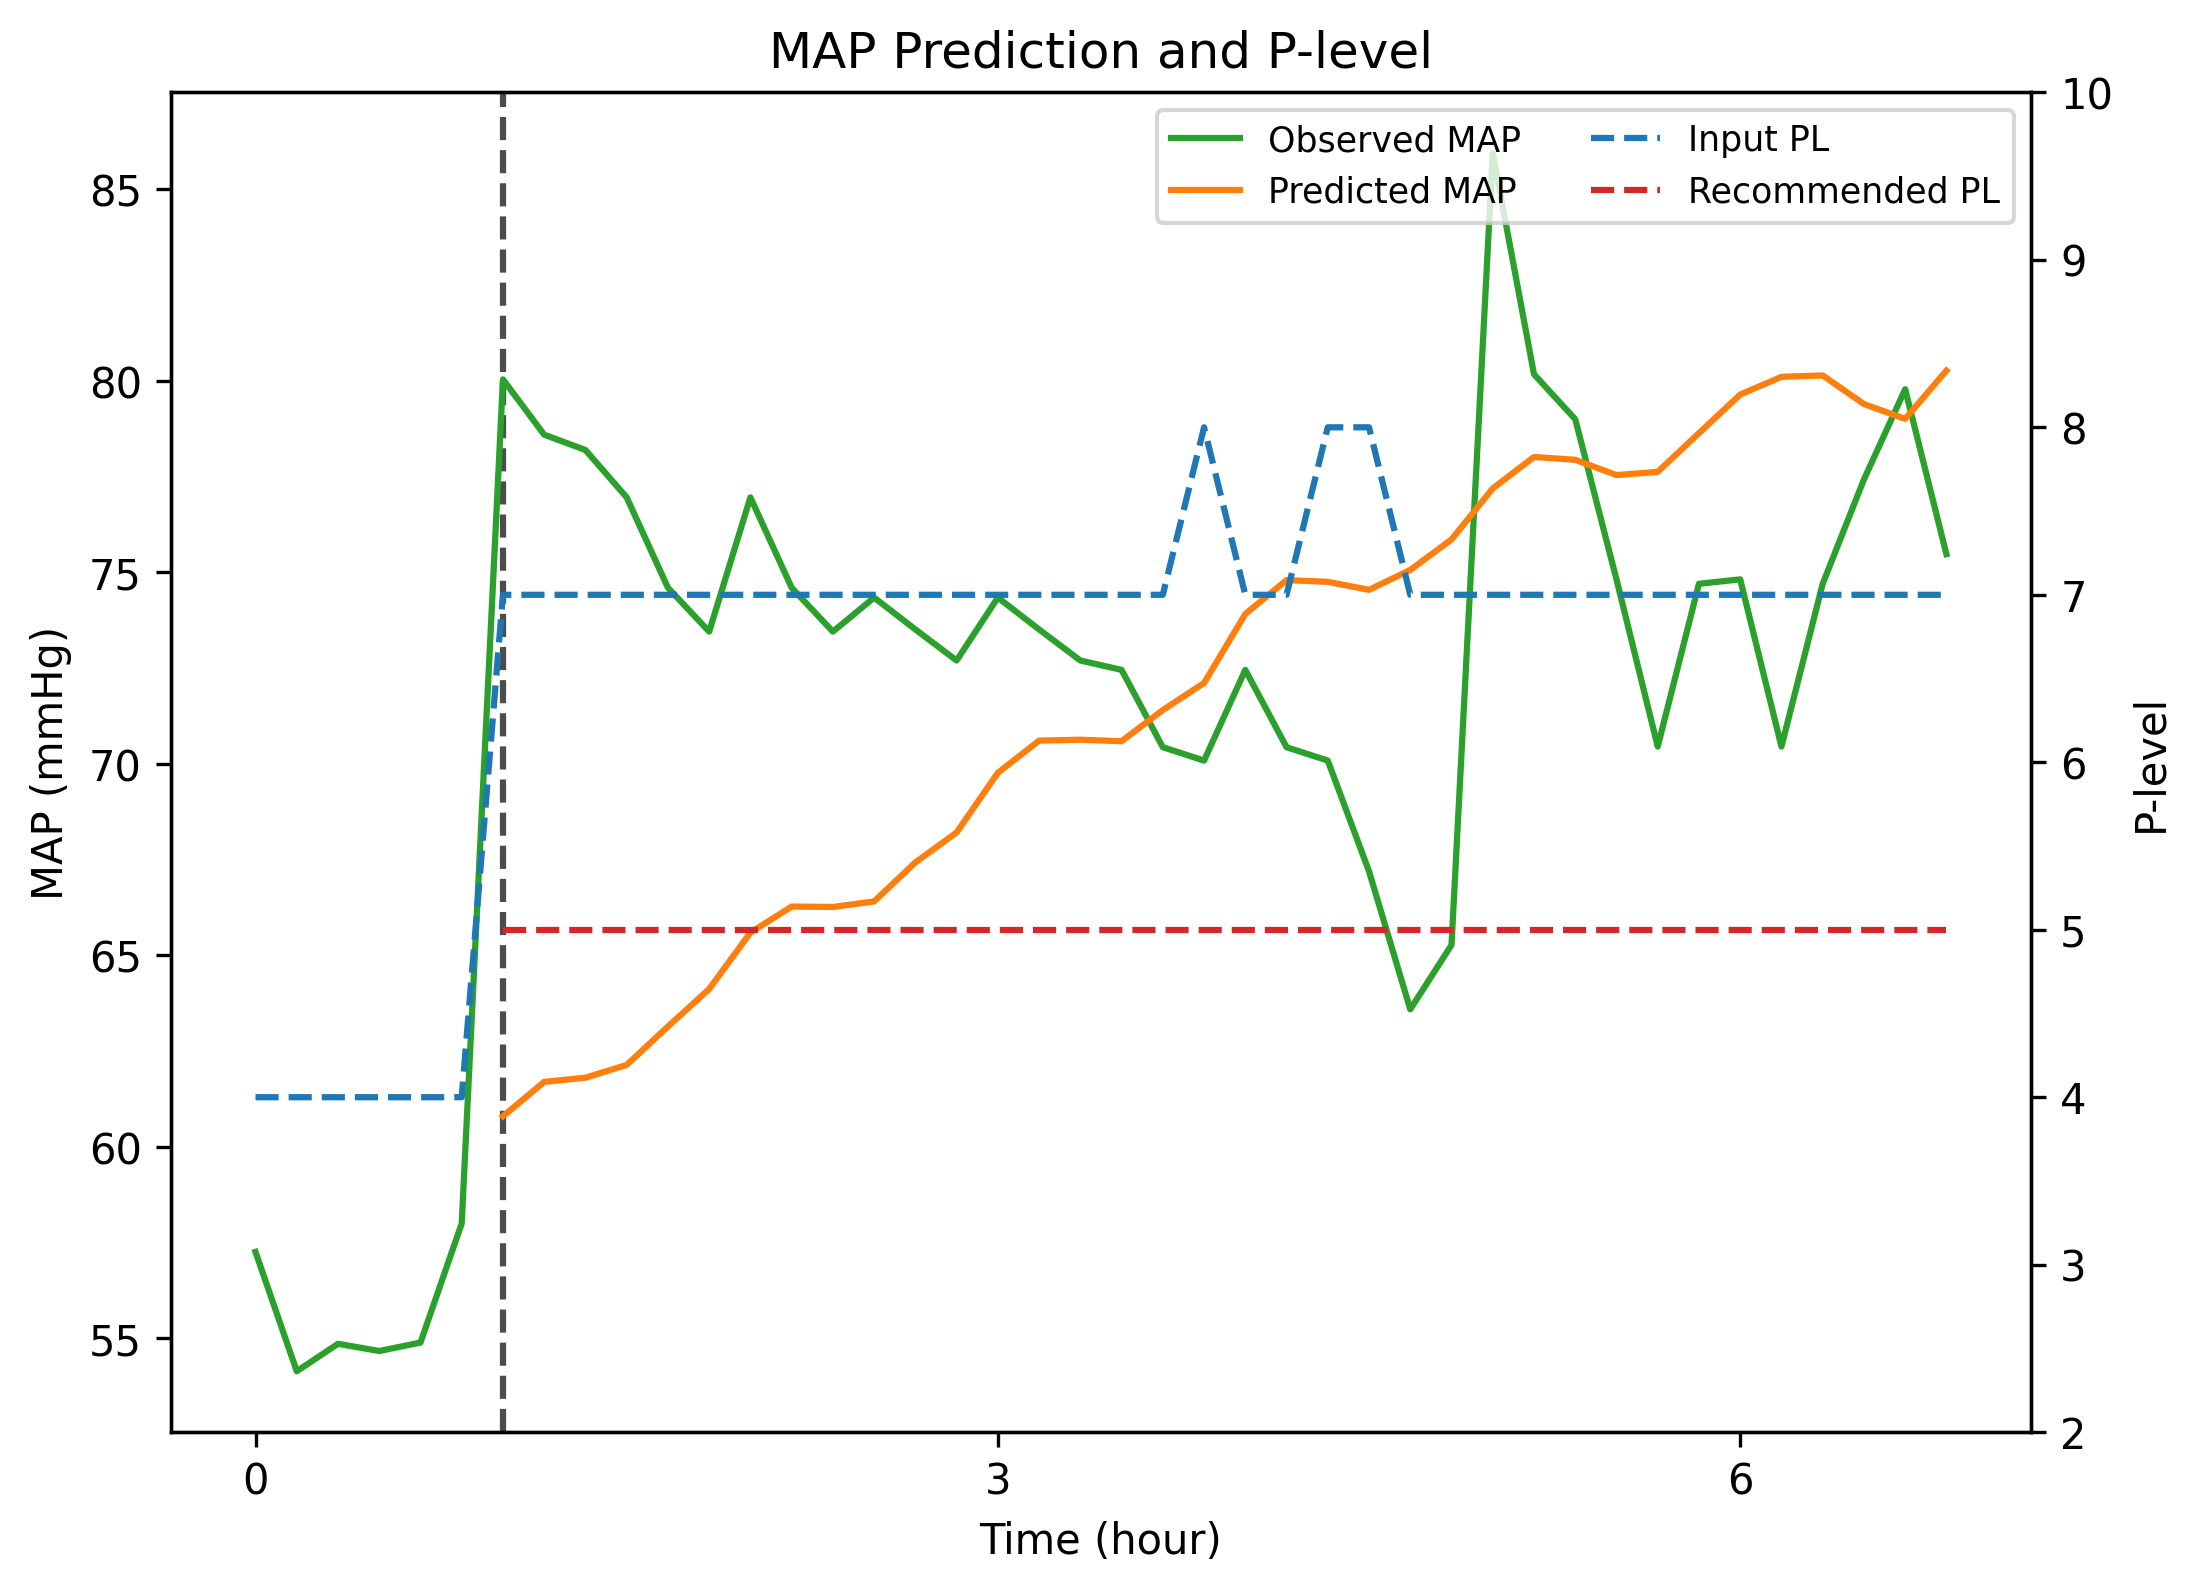 MAP Prediction and P-level
Observed MAP
Predicted MAP
Input PL
Recommended PL
MAP (mmHg)
85
80
75
70
65
60
55
10
9
8
7
6
5
4
3
2
P-level
0 3 6
Time (hour)